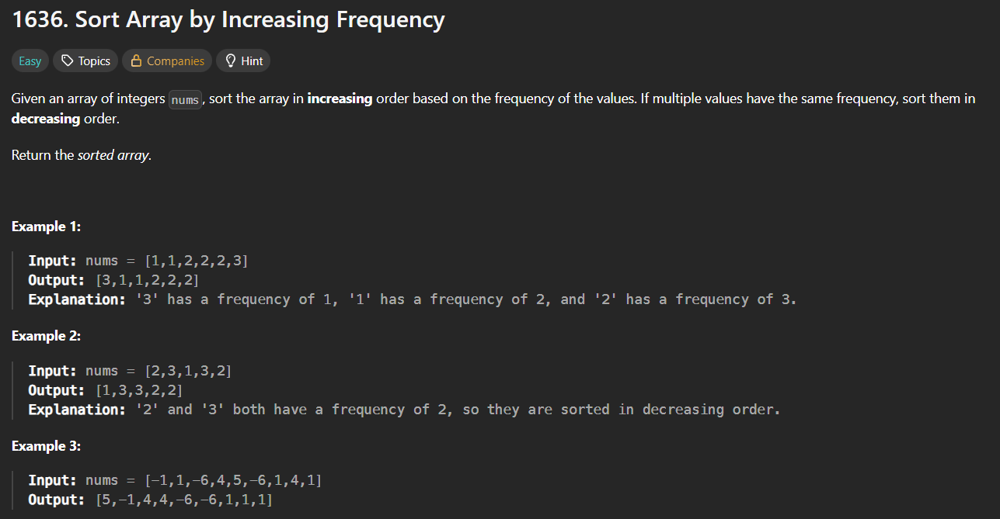 1636. Sort Array by Increasing Frequency
Easy Topics Companies Hint
Given an array of integers nums, sort the array in increasing order based on the frequency of the values. If multiple values have the same frequency, sort them in
decreasing order.
Return the sorted array.
Example 1:
Input: nums = [1,1,2,2,2,3]
Output: [3,1,1,2,2,2]
Explanation: '3' has a frequency of 1, '1' has a frequency of 2, and '2' has a frequency of 3.
Example 2:
Input: nums = [2,3,1,3,2]
Output: [1,3,3,2,2]
Explanation: '2' and '3' both have a frequency of 2, so they are sorted in decreasing order.
Example 3:
Input: nums = [-1,1,-6,4,5,-6,1,4,1]
Output: [5,-1,4,4,-6,-6,1,1,1]